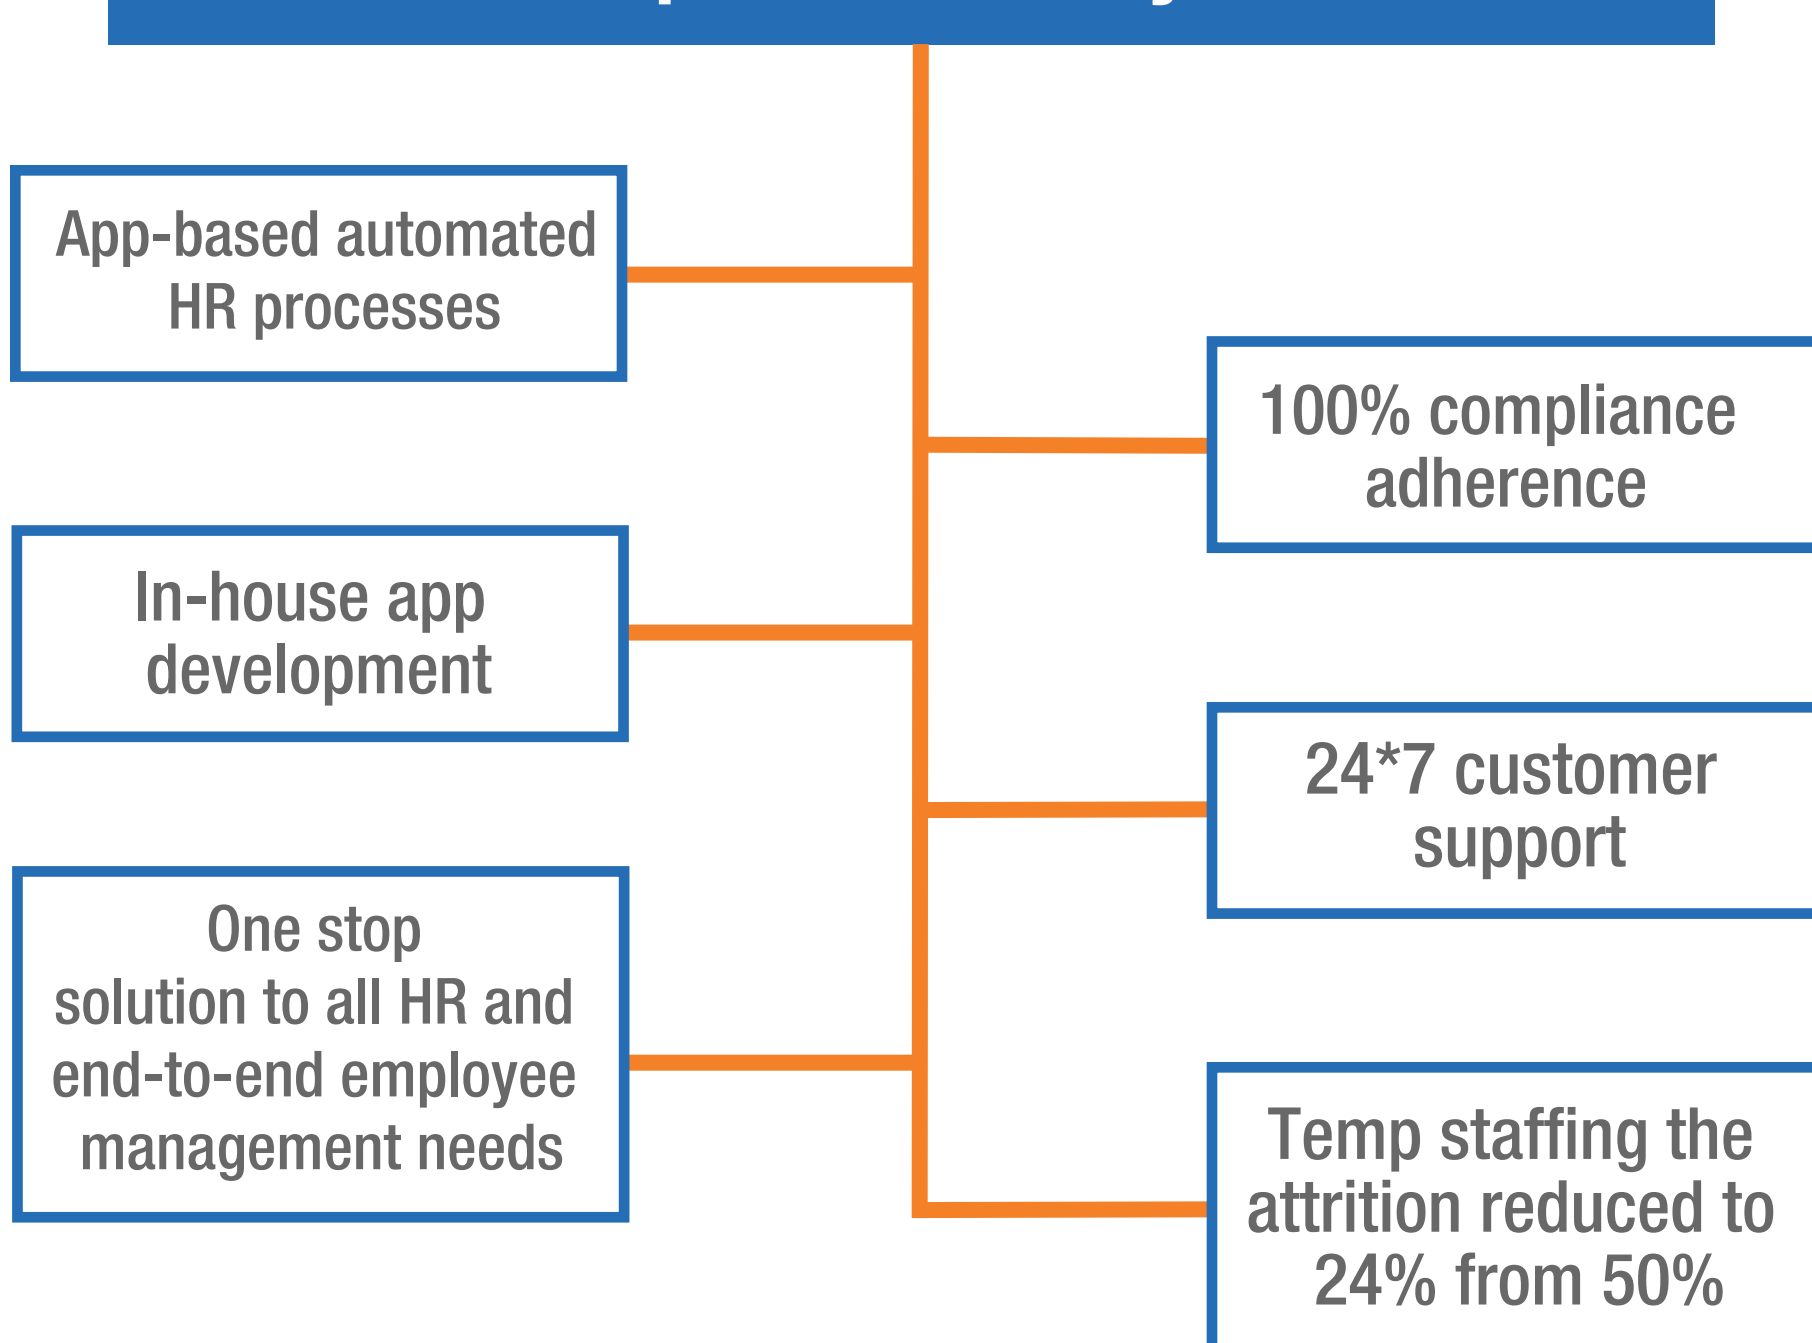 App-based automated
HR processes
100% compliance
adherence
In-house app
development
24*7 customer
support
One stop
solution to all HR and
end-to-end employee
management needs
Temp staffing the
attrition reduced to
24% from 50%